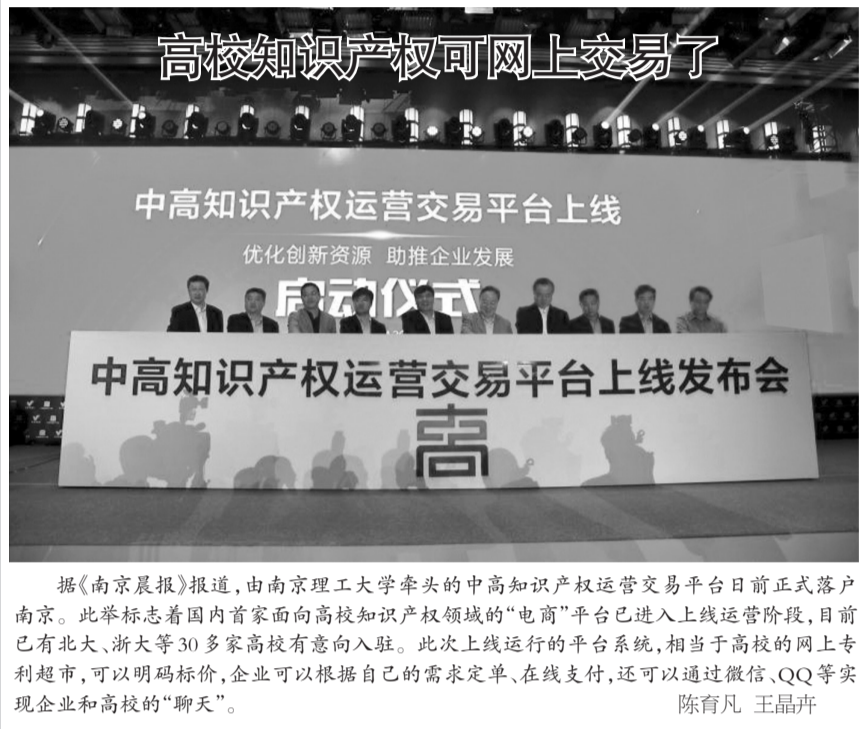 高校知识产权可网上交易了
中高知识产权运营交易平台上线
优化创新资源 助推企业发展
启动仪式
中高知识产权运营交易平台上线发布会
据《南京晨报》报道，由南京理工大学牵头的中高知识产权运营交易平台日前正式落户
南京。此举标志着国内首家面向高校知识产权领域的“电商”平台已进入上线运营阶段，目前
已有北大、浙大等30多家高校有意向入驻。此次上线运行的平台系统，相当于高校的网上专
利超市，可以明码标价，企业可以根据自己的需求定单、在线支付，还可以通过微信、QQ等实
现企业和高校的“聊天”。
陈育凡 王晶卉